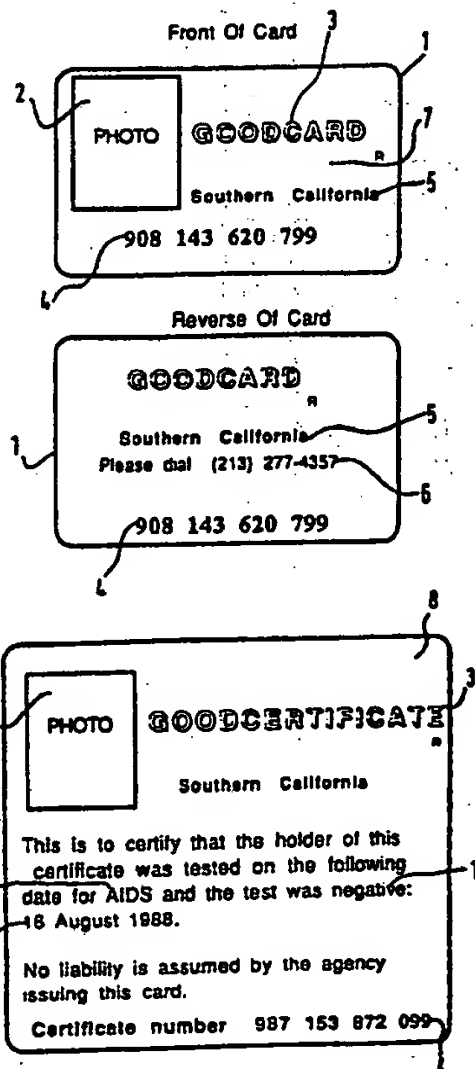 Front Of Card
3
1
2
PHOTO
GOODCARD
7
R
Southern California
5
908 143 620 799
4
Reverse Of Card
GOODCARD
R
Southern California
5
1
Please dial (213) 277-4357
6
908 143 620 799
4
8
3
PHOTO
GOODCERTIFICATE
R
Southern California
This is to certify that the holder of this
certificate was tested on the following
date for AIDS and the test was negative:
16 August 1988.
No liability is assumed by the agency
issuing this card.
Certificate number 987 153 872 099